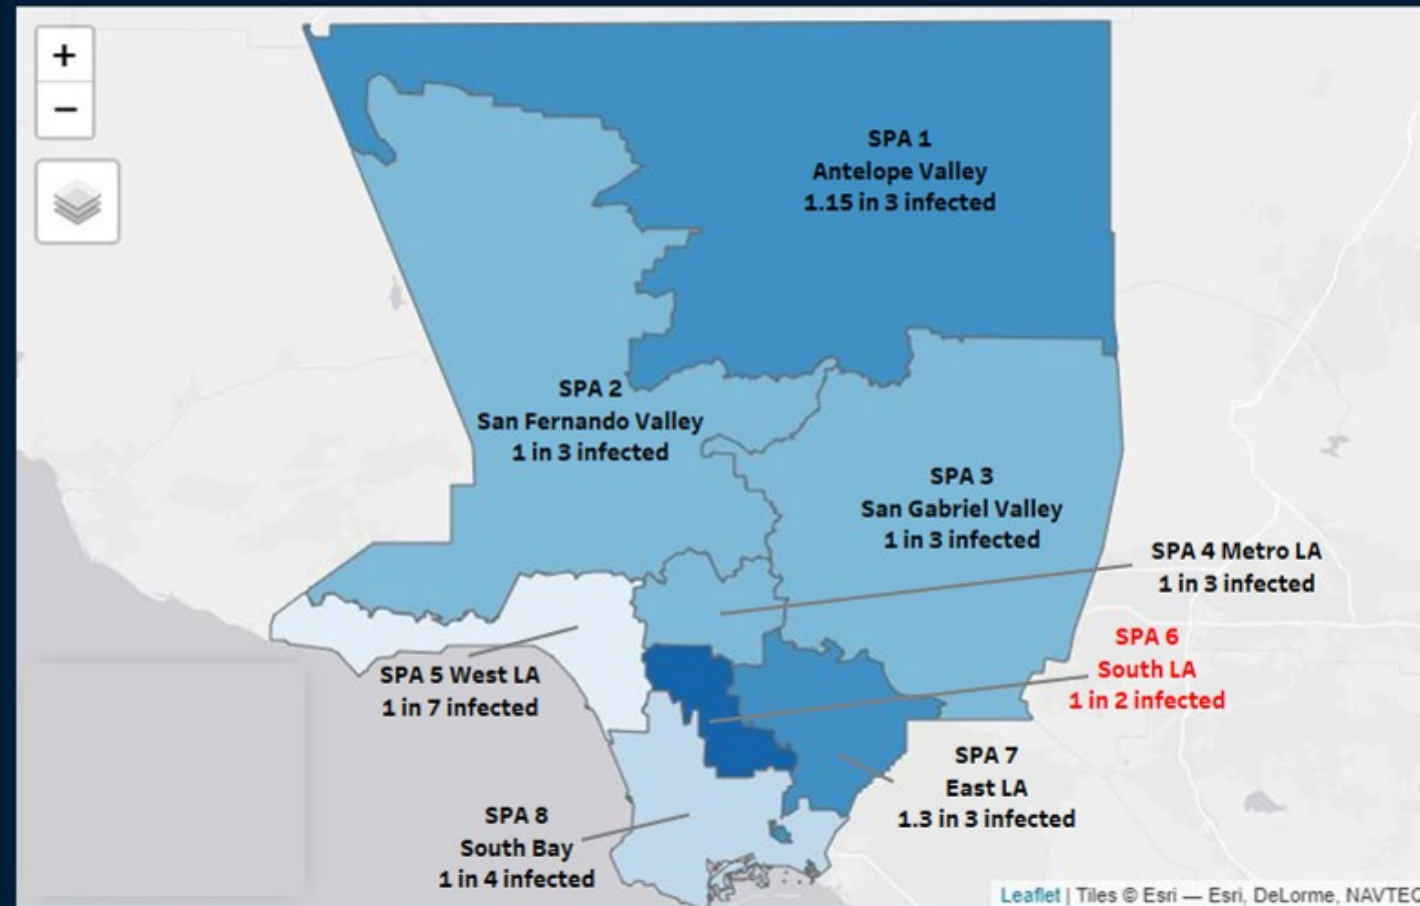 +
−
SPA 1
Antelope Valley
1.15 in 3 infected
SPA 2
San Fernando Valley
1 in 3 infected
SPA 3
San Gabriel Valley
1 in 3 infected
SPA 4 Metro LA
1 in 3 infected
SPA 6
South LA
1 in 2 infected
SPA 5 West LA
1 in 7 infected
SPA 7
East LA
1.3 in 3 infected
SPA 8
South Bay
1 in 4 infected
Leaflet | Tiles © Esri — Esri, DeLorme, NAVTEQ